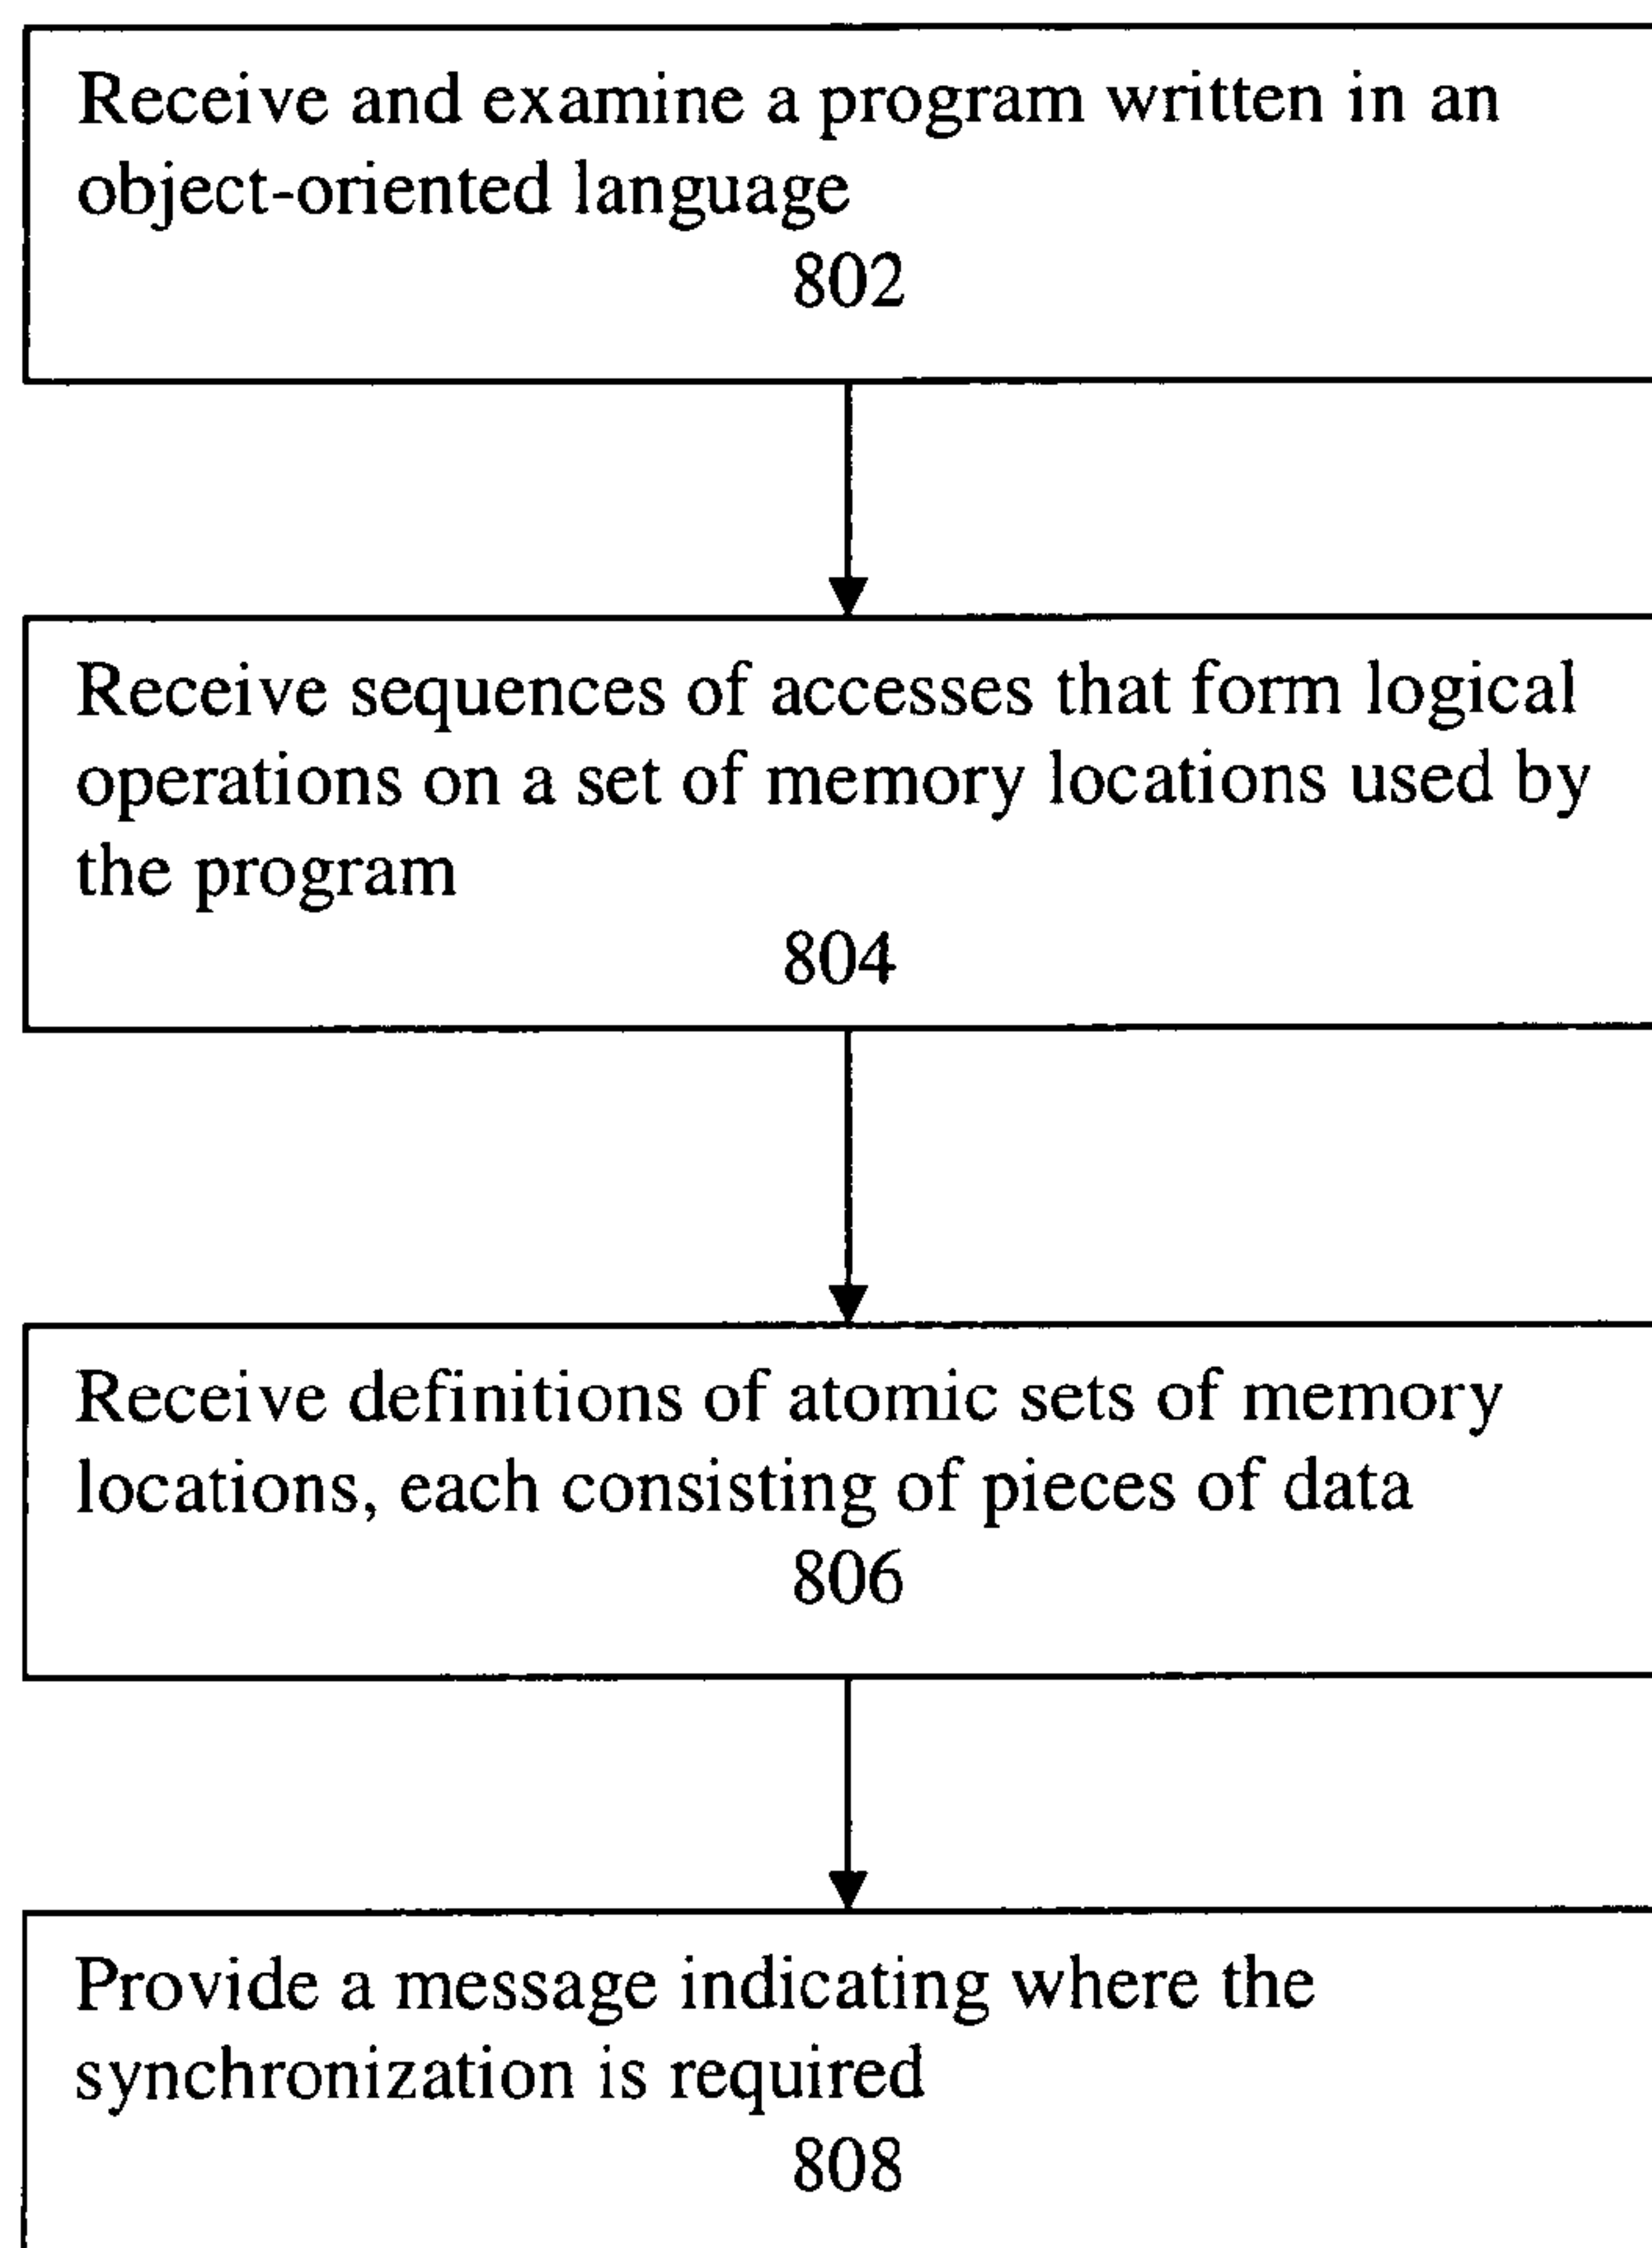 Receive and examine a program written in an
object-oriented language
802
Receive sequences of accesses that form logical
operations on a set of memory locations used by
the program
804
Receive definitions of atomic sets of memory
locations, each consisting of pieces of data
806
Provide a message indicating where the
synchronization is required
808